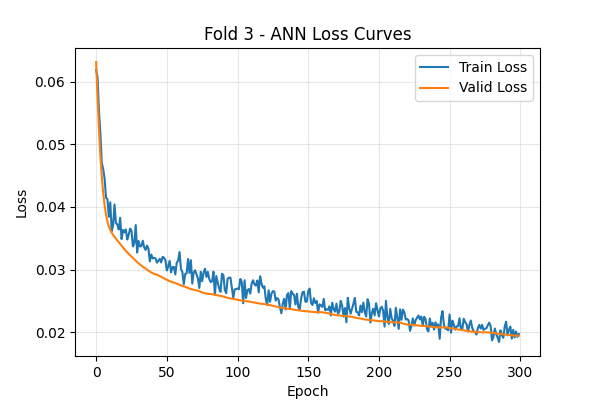 Fold 3 - ANN Loss Curves
Train Loss
Valid Loss
Loss
0.06
0.05
0.04
0.03
0.02
0 50 100 150 200 250 300
Epoch